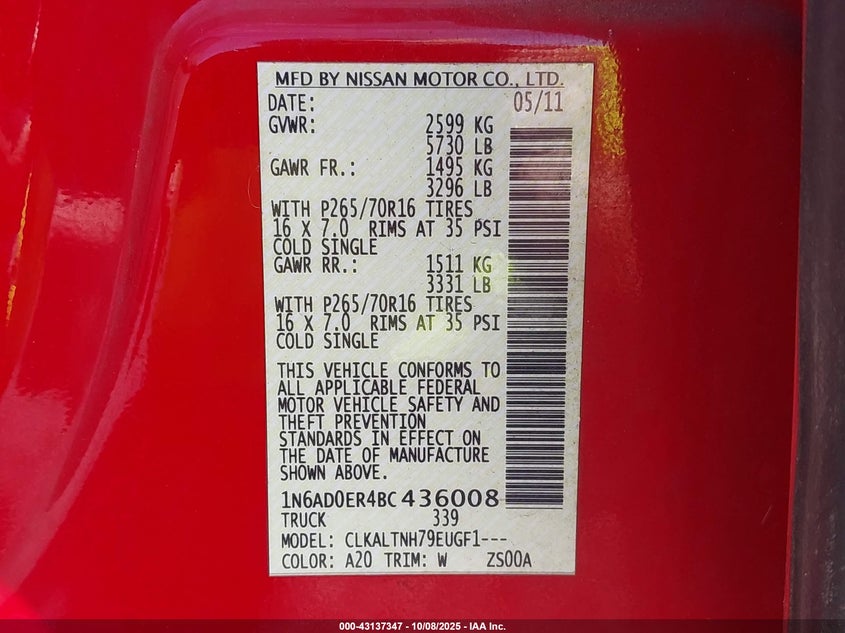 MFD BY NISSAN MOTOR CO., LTD.
DATE: 05/11
GVWR: 2599 KG
5730 LB
GAWR FR.: 1495 KG
3296 LB
WITH P265/70R16 TIRES
16 X 7.0 RIMS AT 35 PSI
COLD SINGLE
GAWR RR.: 1511 KG
3331 LB
WITH P265/70R16 TIRES
16 X 7.0 RIMS AT 35 PSI
COLD SINGLE
THIS VEHICLE CONFORMS TO
ALL APPLICABLE FEDERAL
MOTOR VEHICLE SAFETY AND
THEFT PREVENTION
STANDARDS IN EFFECT ON
THE DATE OF MANUFACTURE
SHOWN ABOVE.
1N6AD0ER4BC436008
TRUCK 339
MODEL: CLKALTNH79EUGF1---
COLOR: A20 TRIM: W ZS00A
000-43137347 | 10/08/2025 - IAA Inc.